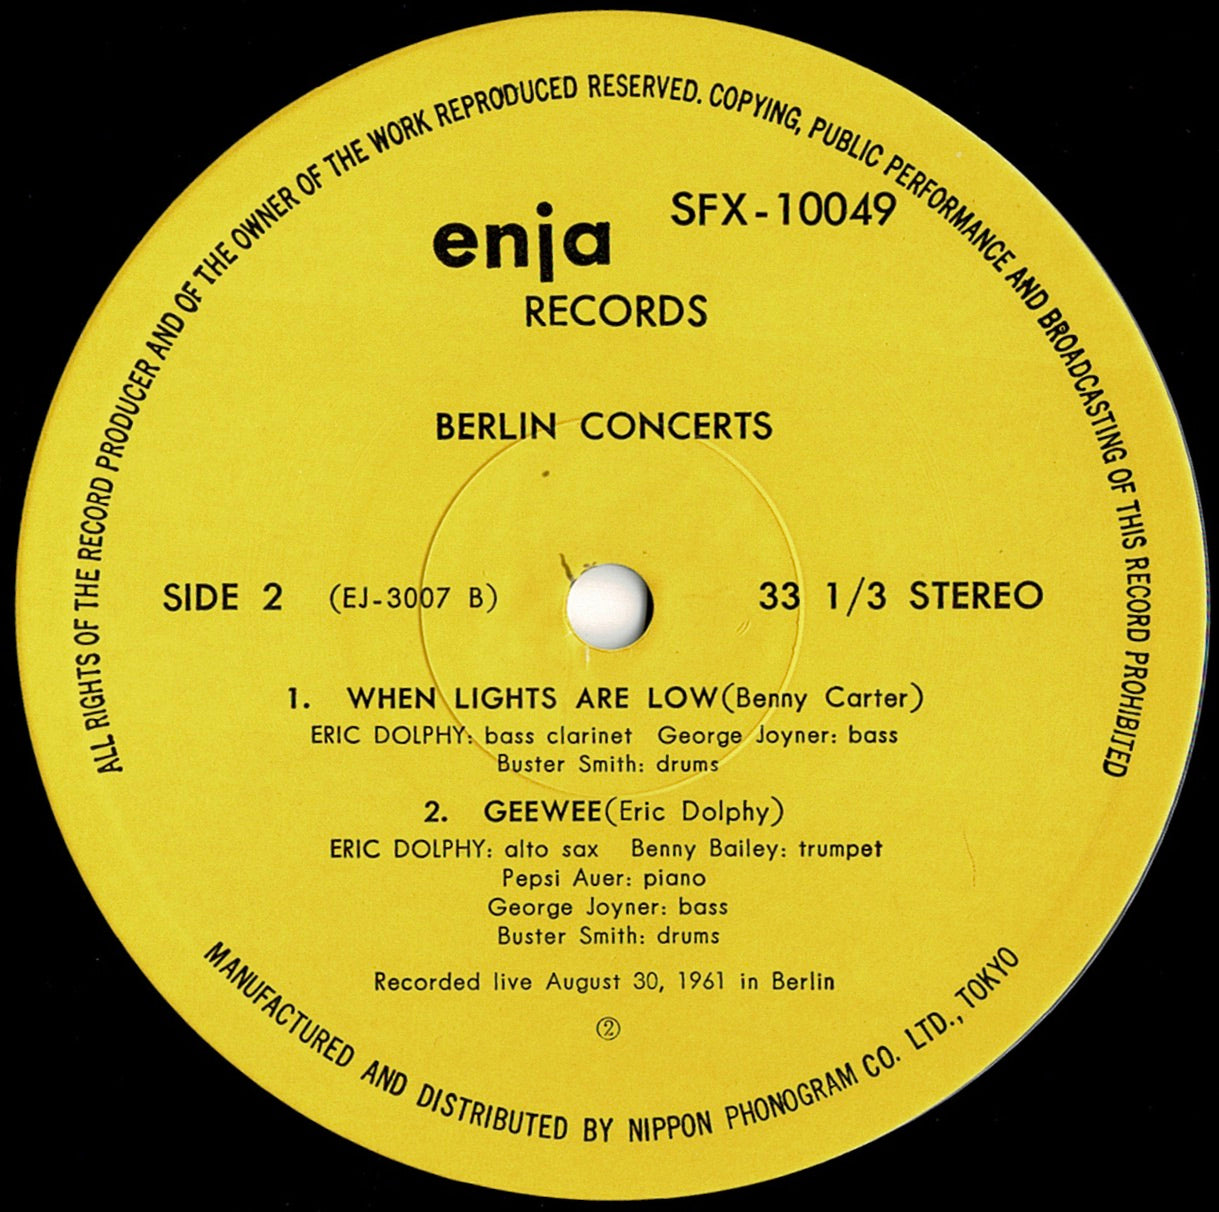 ALL RIGHTS OF THE RECORD PRODUCER AND OF THE OWNER OF THE WORK REPRODUCED RESERVED. COPYING, PUBLIC PERFORMANCE AND BROADCASTING OF THIS RECORD PROHIBITED
SFX-10049
enja
RECORDS
BERLIN CONCERTS
SIDE 2 (EJ-3007 B) 33 1/3 STEREO
1. WHEN LIGHTS ARE LOW(Benny Carter)
ERIC DOLPHY: bass clarinet George Joyner: bass
Buster Smith: drums
2. GEEWEE(Eric Dolphy)
ERIC DOLPHY: alto sax Benny Bailey: trumpet
Pepsi Auer: piano
George Joyner: bass
Buster Smith: drums
Recorded live August 30, 1961 in Berlin
②
MANUFACTURED AND DISTRIBUTED BY NIPPON PHONOGRAM CO. LTD., TOKYO